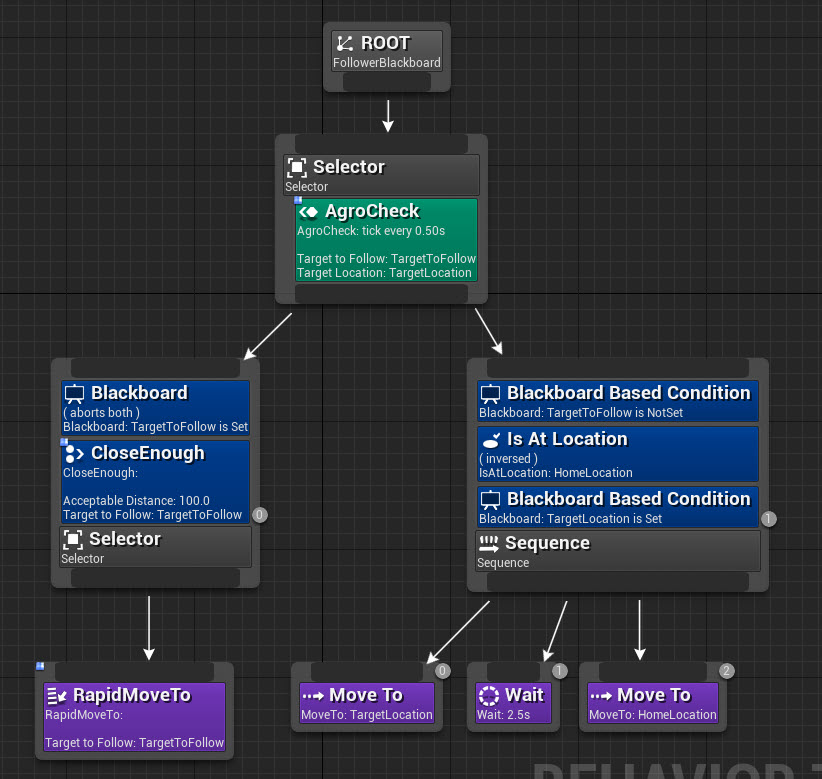 ROOT
FollowerBlackboard
Selector
Selector
AgroCheck
AgroCheck: tick every 0.50s
Target to Follow: TargetToFollow
Target Location: TargetLocation
Blackboard
( aborts both )
Blackboard: TargetToFollow is Set
CloseEnough
CloseEnough:
Acceptable Distance: 100.0
Target to Follow: TargetToFollow
0
Selector
Selector
Blackboard Based Condition
Blackboard: TargetToFollow is NotSet
Is At Location
( inversed )
IsAtLocation: HomeLocation
Blackboard Based Condition
Blackboard: TargetLocation is Set
1
Sequence
Sequence
RapidMoveTo
RapidMoveTo:
Target to Follow: TargetToFollow
0
Move To
MoveTo: TargetLocation
1
Wait
Wait: 2.5s
2
Move To
MoveTo: HomeLocation
BEHAVIOR